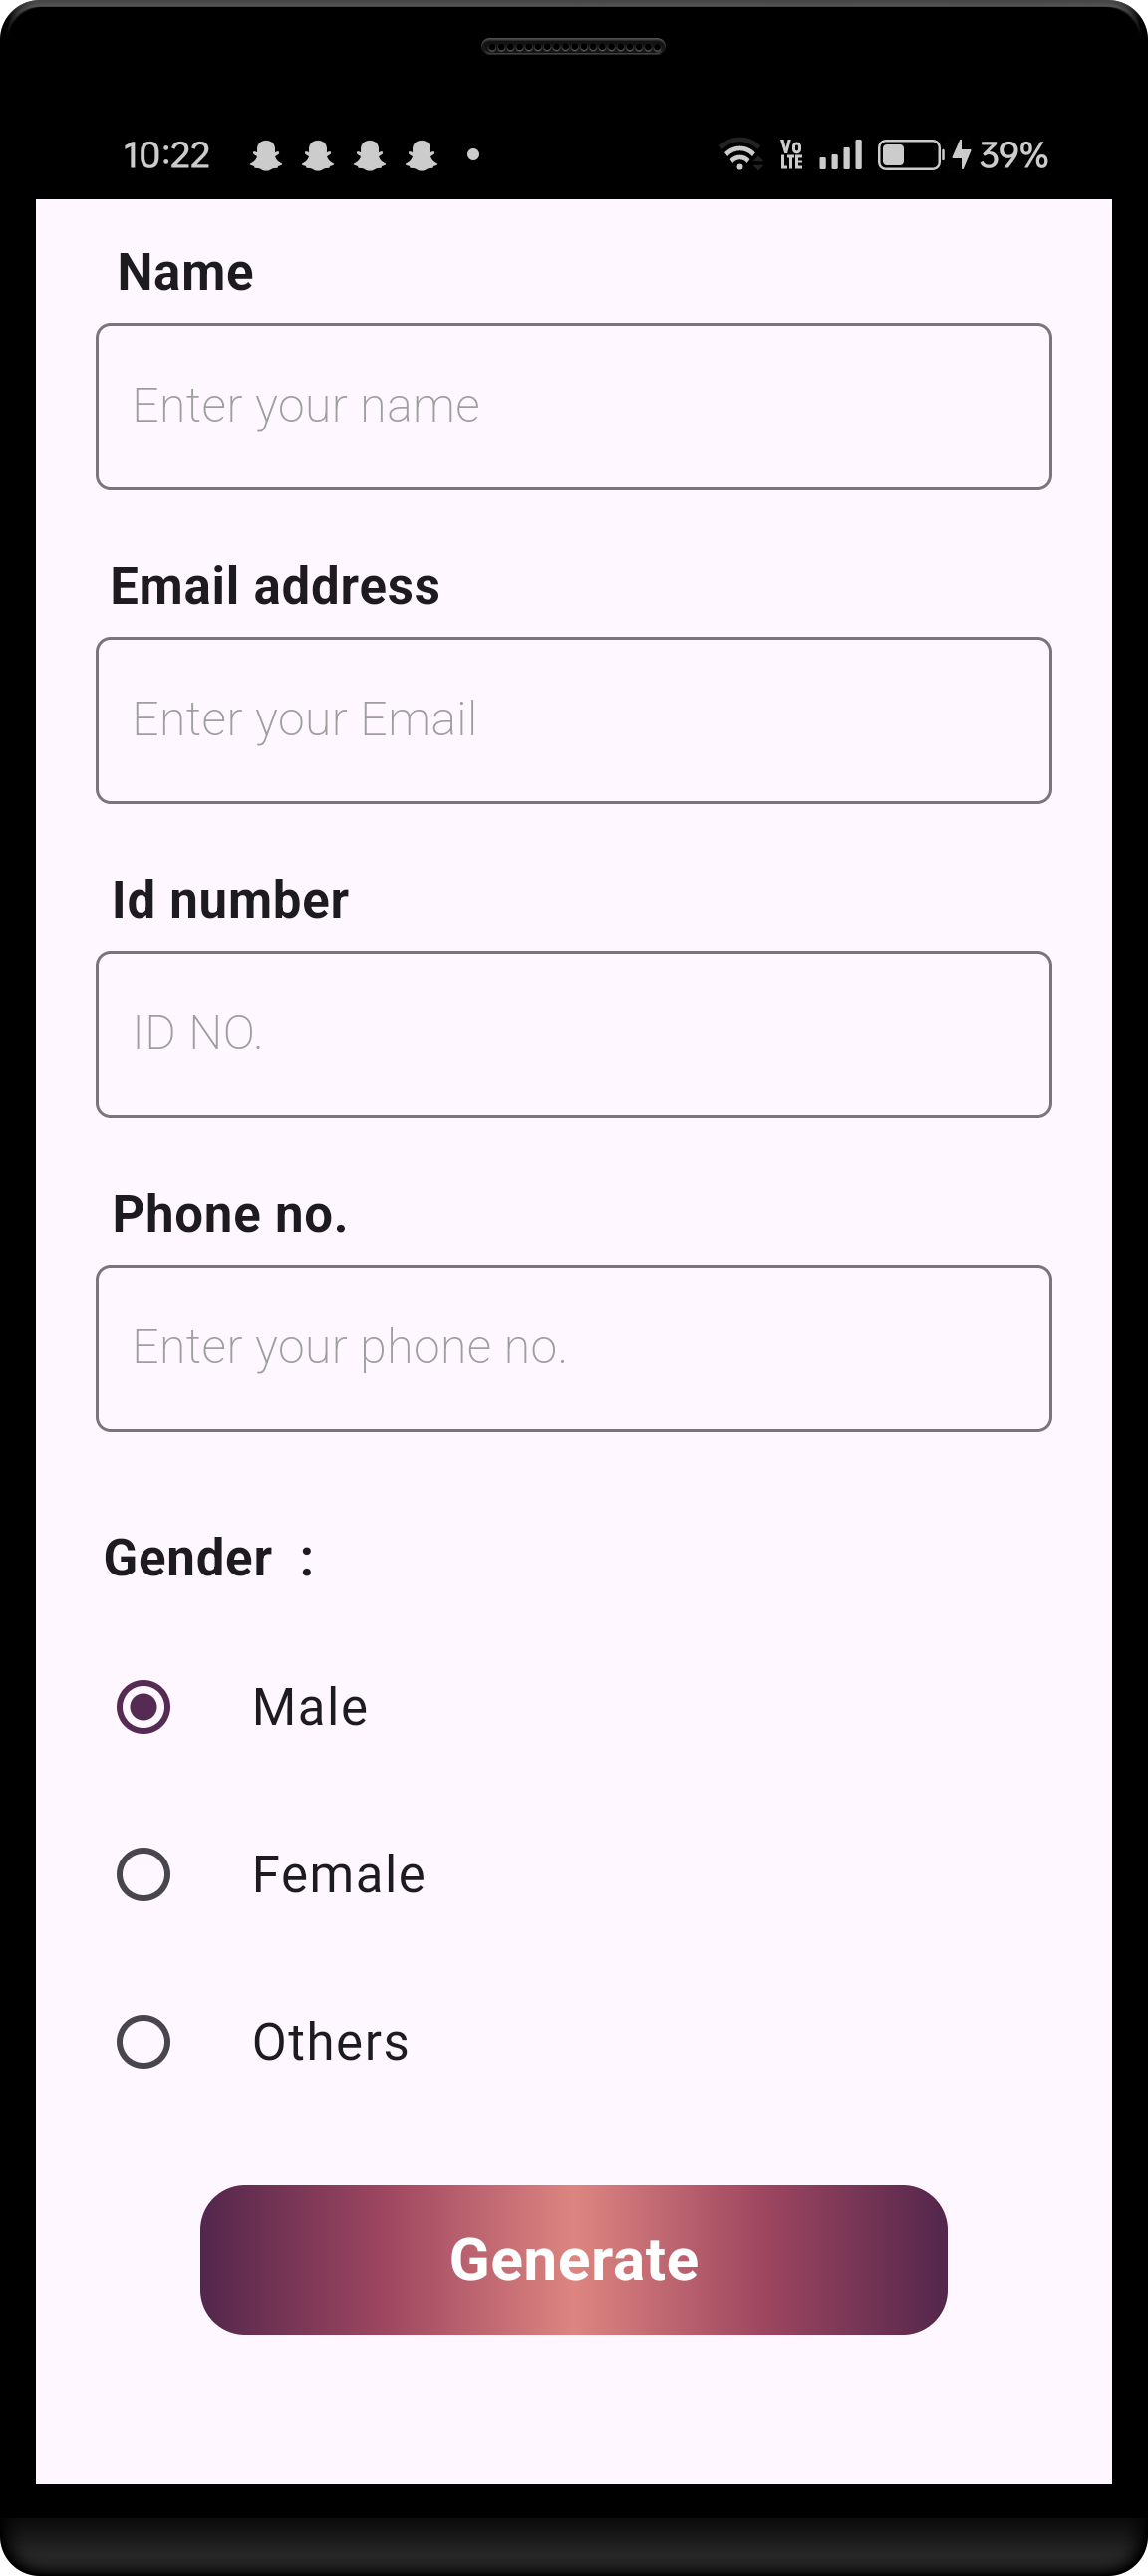 10:22 Vo LTE 39%
Name
Enter your name
Email address
Enter your Email
Id number
ID NO.
Phone no.
Enter your phone no.
Gender :
Male
Female
Others
Generate